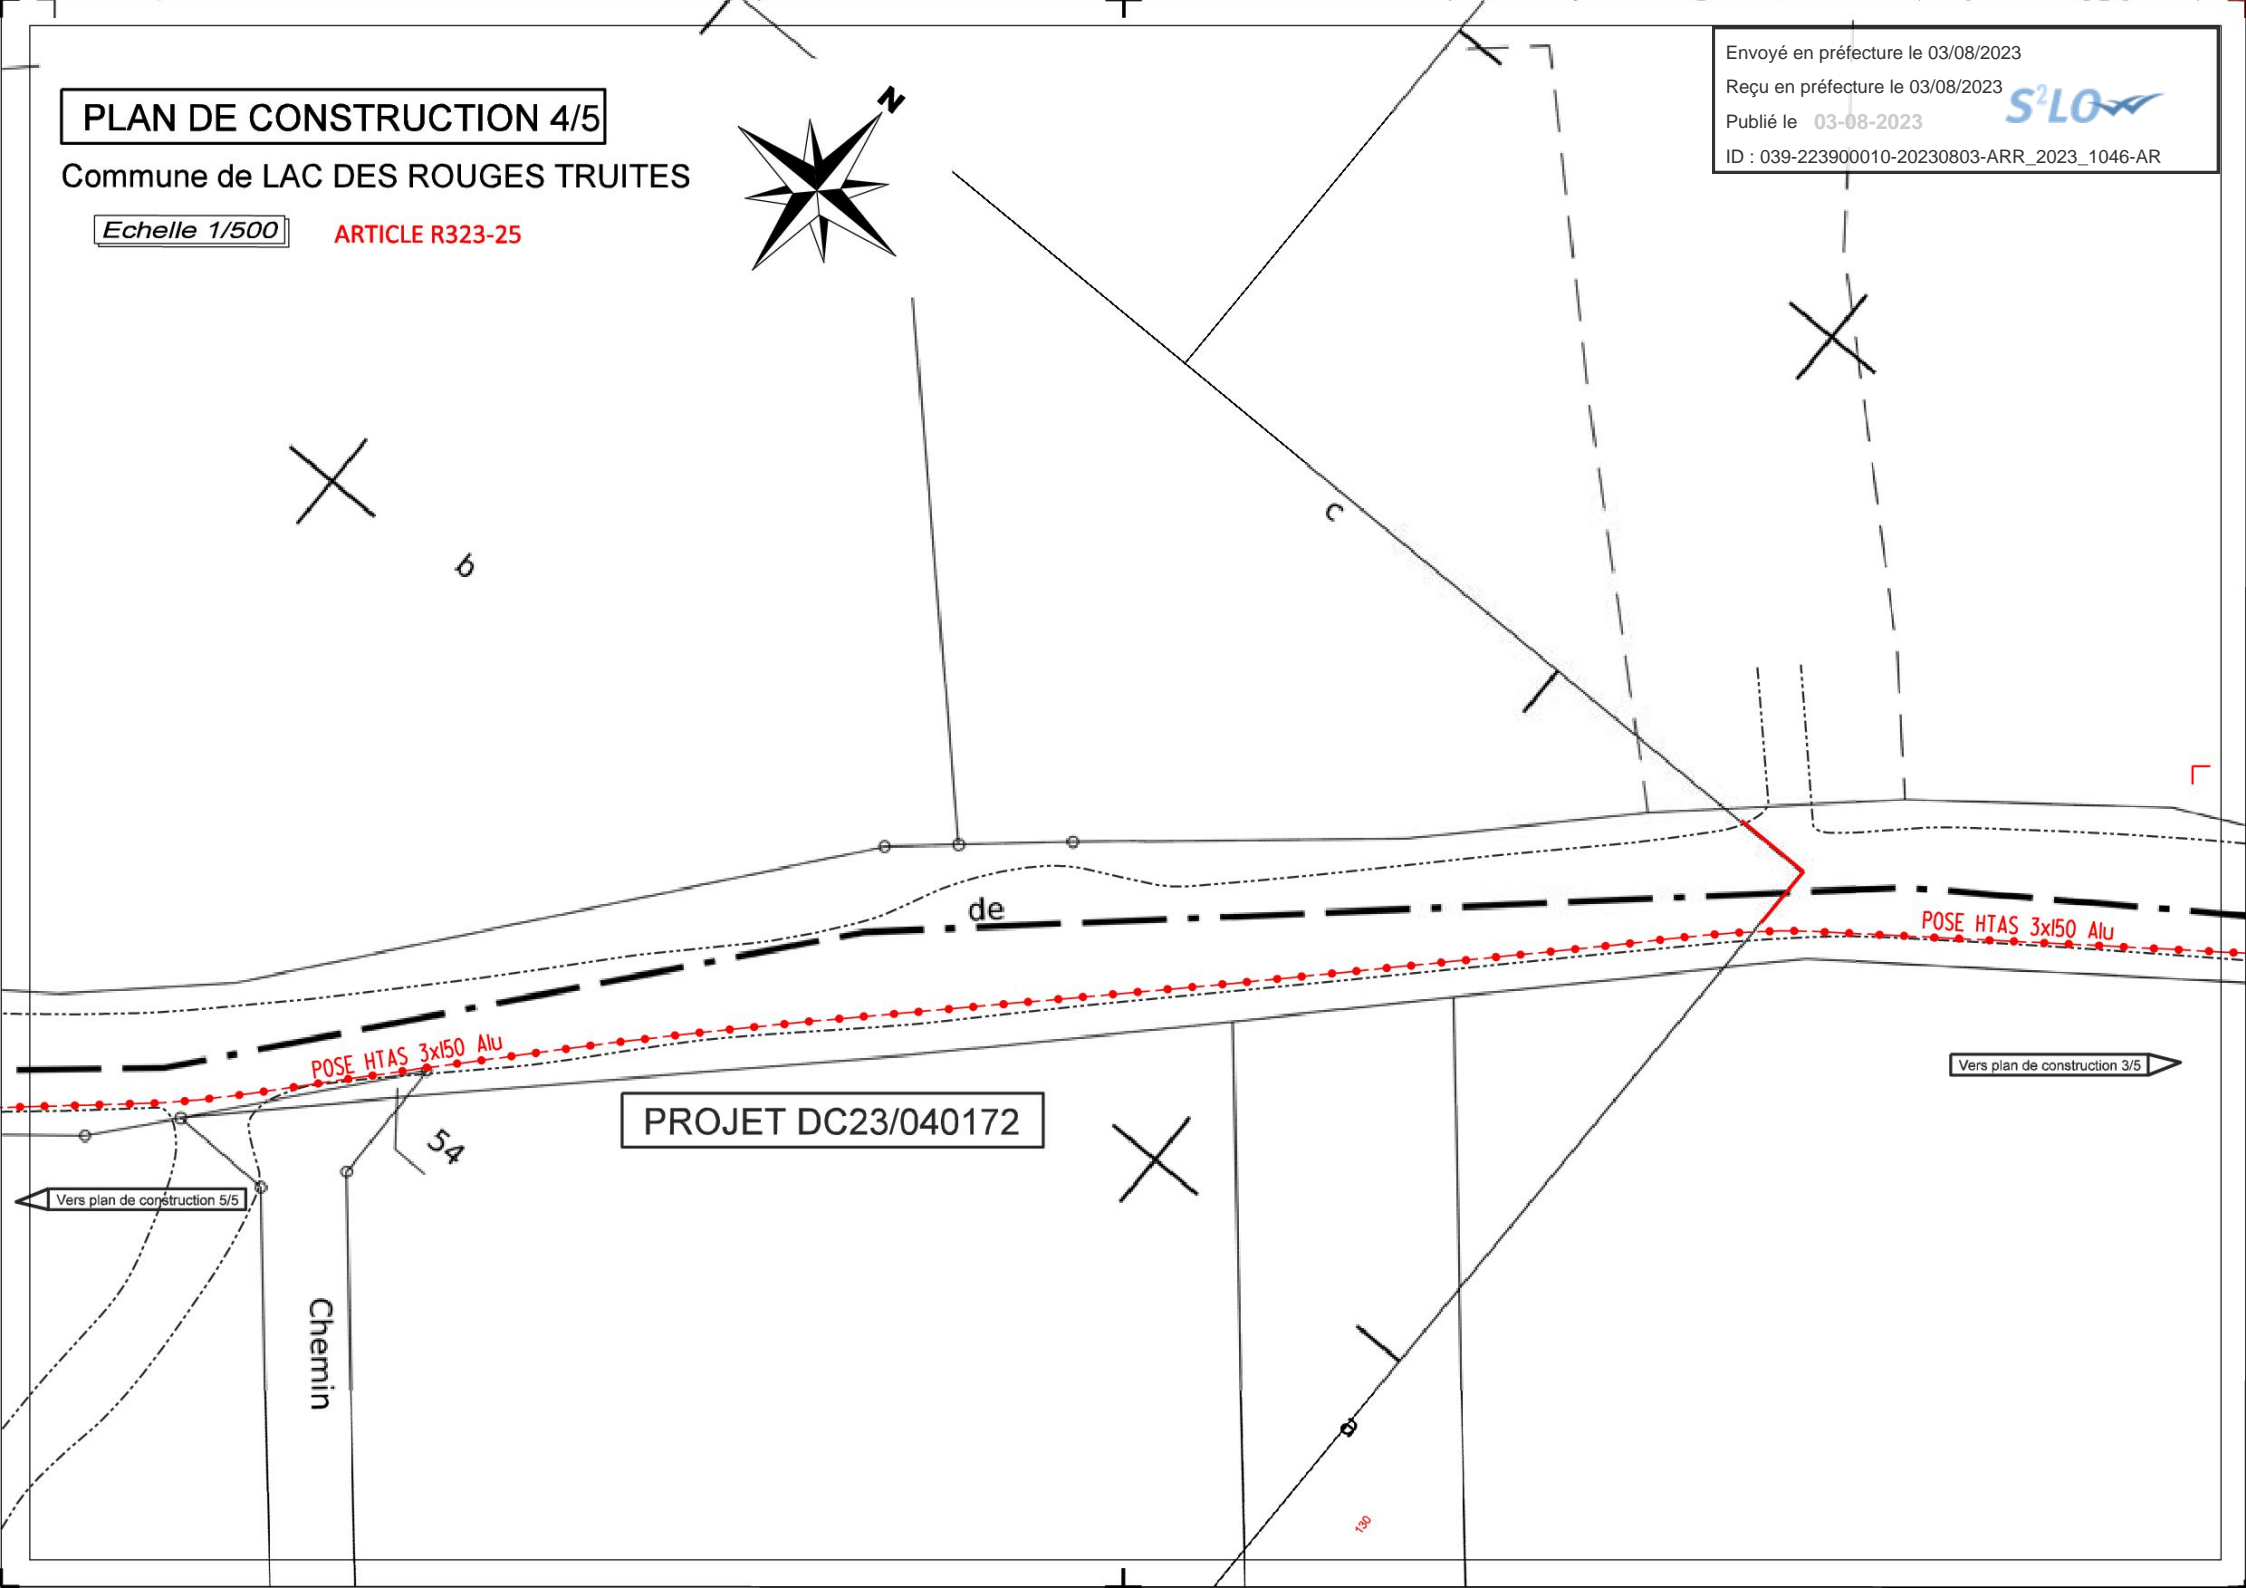 Envoyé en préfecture le 03/08/2023
Reçu en préfecture le 03/08/2023
Publié le 03-08-2023
S²LO
ID : 039-223900010-20230803-ARR_2023_1046-AR
PLAN DE CONSTRUCTION 4/5
Commune de LAC DES ROUGES TRUITES
Echelle 1/500
ARTICLE R323-25
N
c
b
de
POSE HTAS 3x150 Alu
POSE HTAS 3x150 Alu
Vers plan de construction 3/5
PROJET DC23/040172
54
Vers plan de construction 5/5
Chemin
a
130